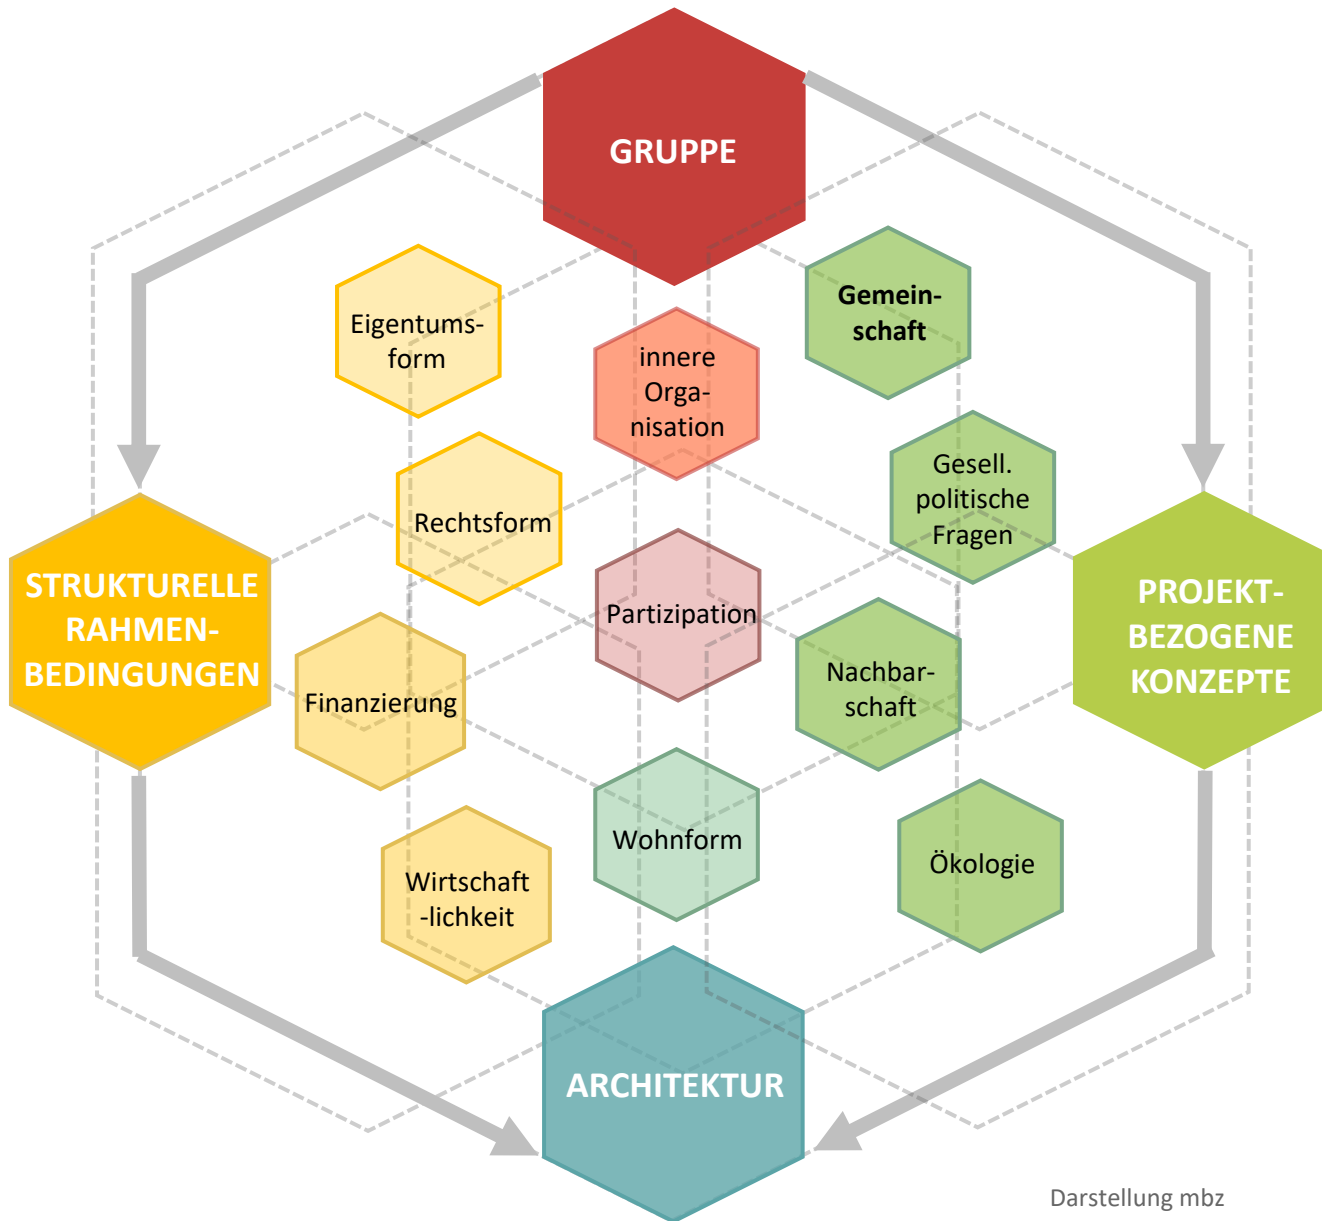 GRUPPE
Eigentums-
form
innere
Orga-
nisation
Gemein-
schaft
Rechtsform
Gesell.
politische
Fragen
STRUKTURELLE
RAHMEN-
BEDINGUNGEN
Partizipation
PROJEKT-
BEZOGENE
KONZEPTE
Finanzierung
Nachbar-
schaft
Wirtschaft
-lichkeit
Wohnform
Ökologie
ARCHITEKTUR
Darstellung mbz